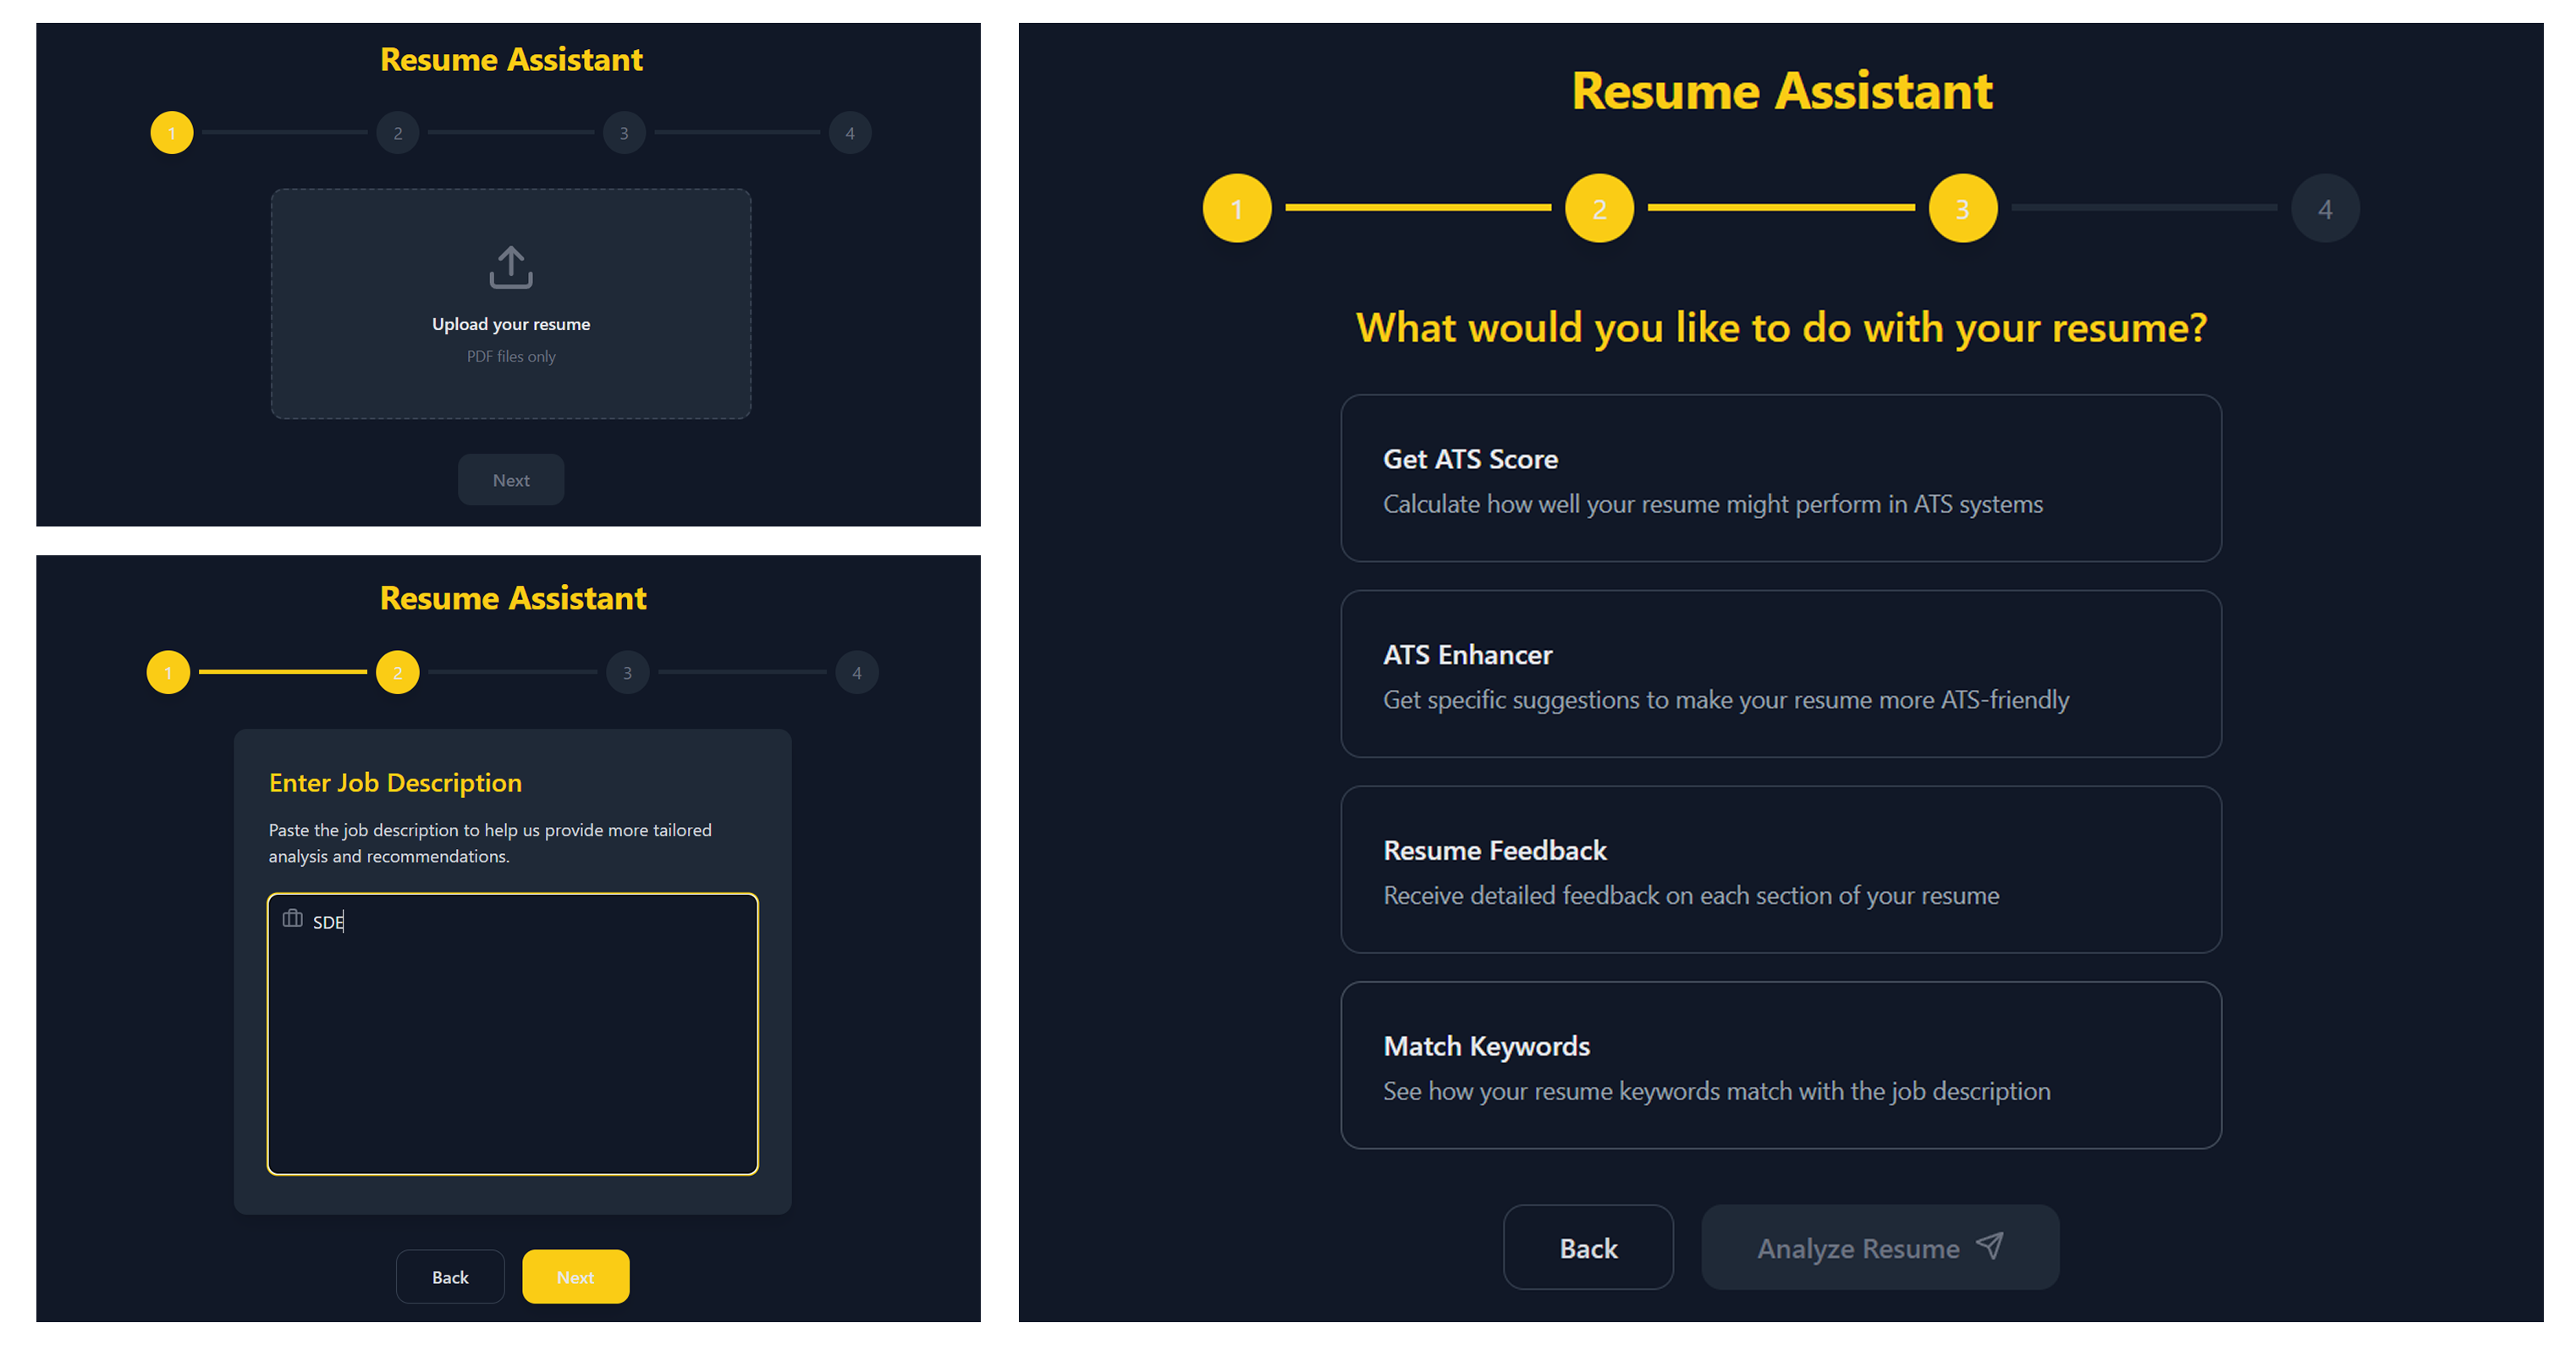 Resume Assistant
1 2 3 4
Upload your resume
PDF files only
Next
Resume Assistant
1 2 3 4
Enter Job Description
Paste the job description to help us provide more tailored
analysis and recommendations.
SDE
Back Next
Resume Assistant
1 2 3 4
What would you like to do with your resume?
Get ATS Score
Calculate how well your resume might perform in ATS systems
ATS Enhancer
Get specific suggestions to make your resume more ATS-friendly
Resume Feedback
Receive detailed feedback on each section of your resume
Match Keywords
See how your resume keywords match with the job description
Back Analyze Resume